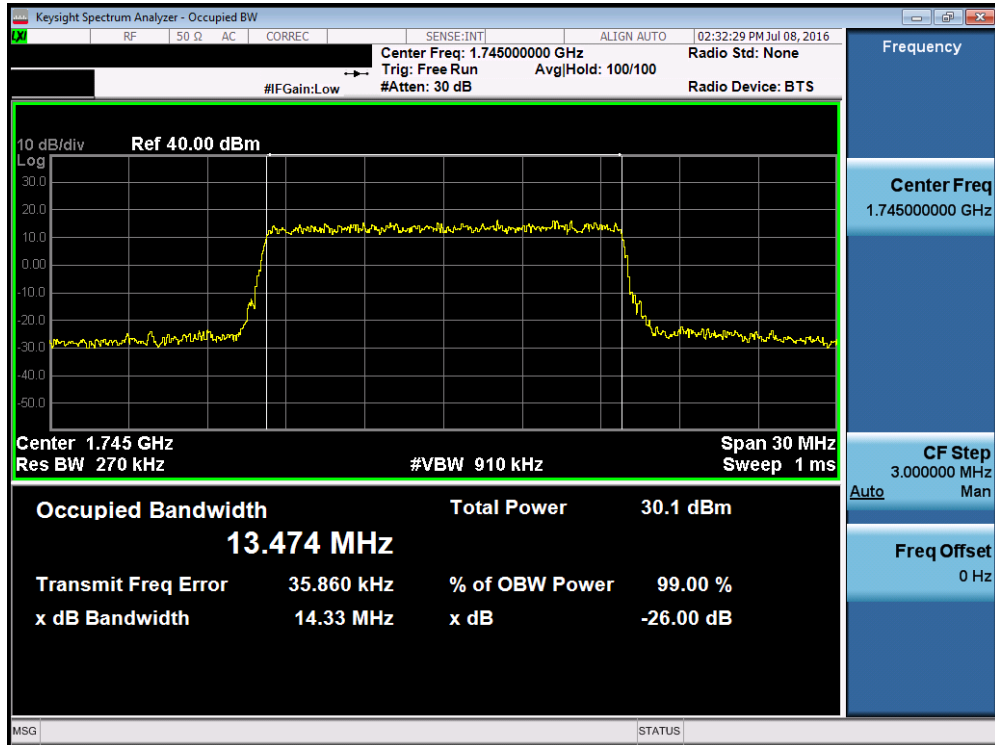 Keysight Spectrum Analyzer - Occupied BW
LXI RF 50 Ω AC CORREC SENSE:INT ALIGN AUTO 02:32:29 PM Jul 08, 2016
Center Freq: 1.745000000 GHz Radio Std: None
Trig: Free Run Avg|Hold: 100/100
#IFGain:Low #Atten: 30 dB Radio Device: BTS
10 dB/div Ref 40.00 dBm
Log
30.0
20.0
10.0
0.00
-10.0
-20.0
-30.0
-40.0
-50.0
Center 1.745 GHz Span 30 MHz
Res BW 270 kHz #VBW 910 kHz Sweep 1 ms
Occupied Bandwidth Total Power 30.1 dBm
13.474 MHz
Transmit Freq Error 35.860 kHz % of OBW Power 99.00 %
x dB Bandwidth 14.33 MHz x dB -26.00 dB
MSG STATUS
Frequency
Center Freq
1.745000000 GHz
CF Step
3.000000 MHz
Auto Man
Freq Offset
0 Hz